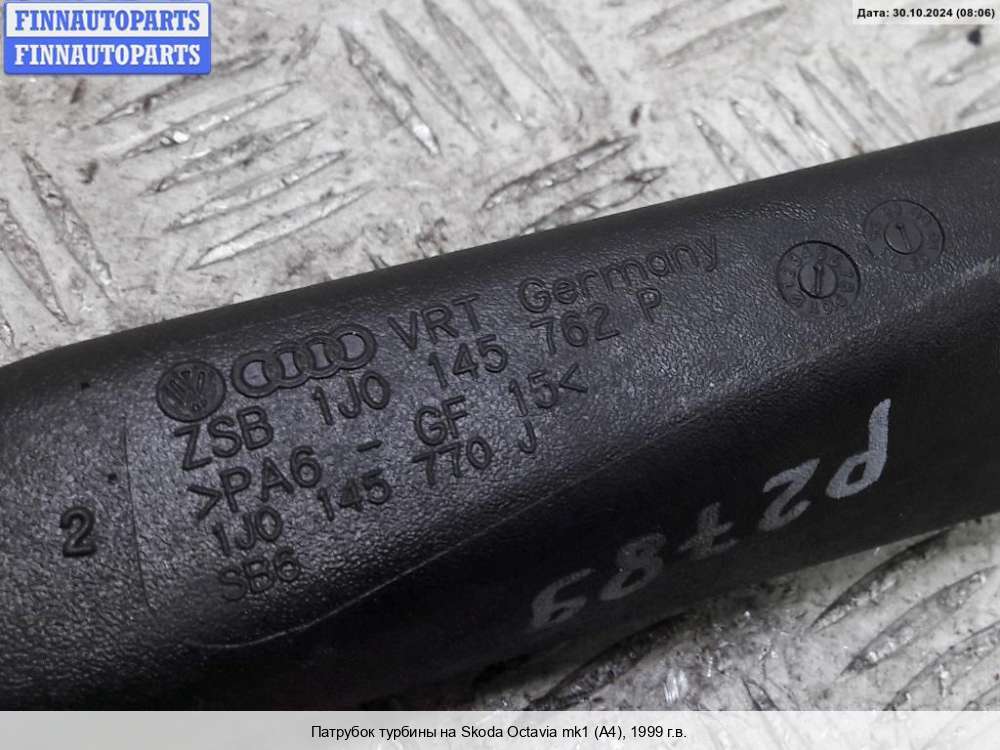 FINNAUTOPARTS
FINNAUTOPARTS
Дата: 30.10.2024 (08:06)
VRT Germany
ZSB 1J0 145 762 P
>PA6 - GF 15<
1J0 145 770 J
SB6
2
P2789
Патрубок турбины на Skoda Octavia mk1 (A4), 1999 г.в.